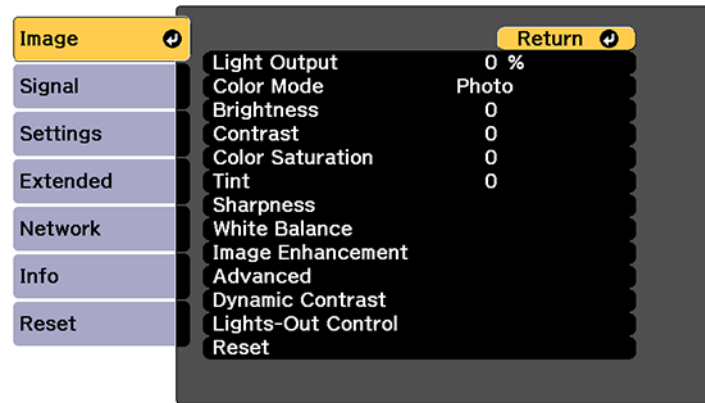 Image
Signal
Settings
Extended
Network
Info
Reset
Return
Light Output 0 %
Color Mode Photo
Brightness 0
Contrast 0
Color Saturation 0
Tint 0
Sharpness
White Balance
Image Enhancement
Advanced
Dynamic Contrast
Lights-Out Control
Reset